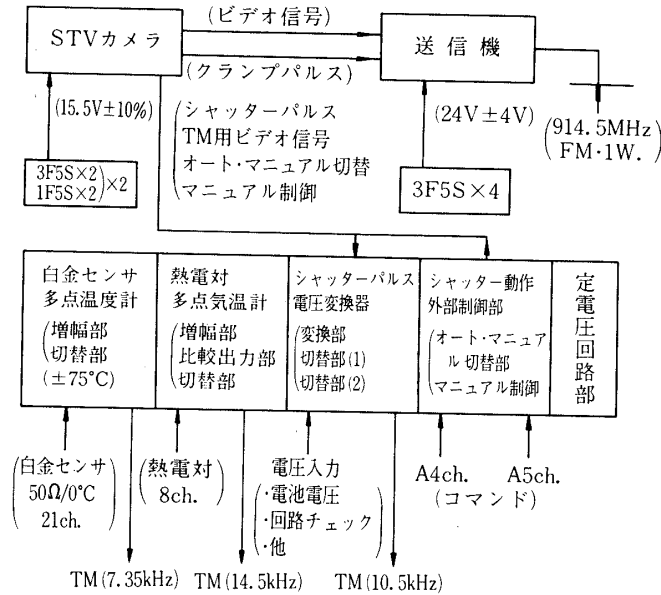 (ビデオ信号)
STVカメラ
送信機
(クランプパルス)
(15.5V±10%)
(シャッターパルス
TM用ビデオ信号
オート・マニュアル切替
(マニュアル制御
(24V±4V)
(914.5MHz)
FM・1W.
3F5S×2
1F5S×2)×2
3F5S×4
白金センサ
多点温度計
(増幅部
切替部
(±75°C)
熱電対
多点気温計
(増幅部
比較出力部
切替部
シャッターパルス
電圧変換器
(変換部
切替部(1)
切替部(2)
シャッター動作
外部制御部
(オート・マニュア
ル切替部
(マニュアル制御
定電圧回路部
(白金センサ
50Ω/0°C
21ch.)
(熱電対)
8ch.
電圧入力
(・電池電圧
・回路チェック
・他)
A4ch.
A5ch.
(コマンド)
TM(7.35kHz)
TM(14.5kHz)
TM(10.5kHz)